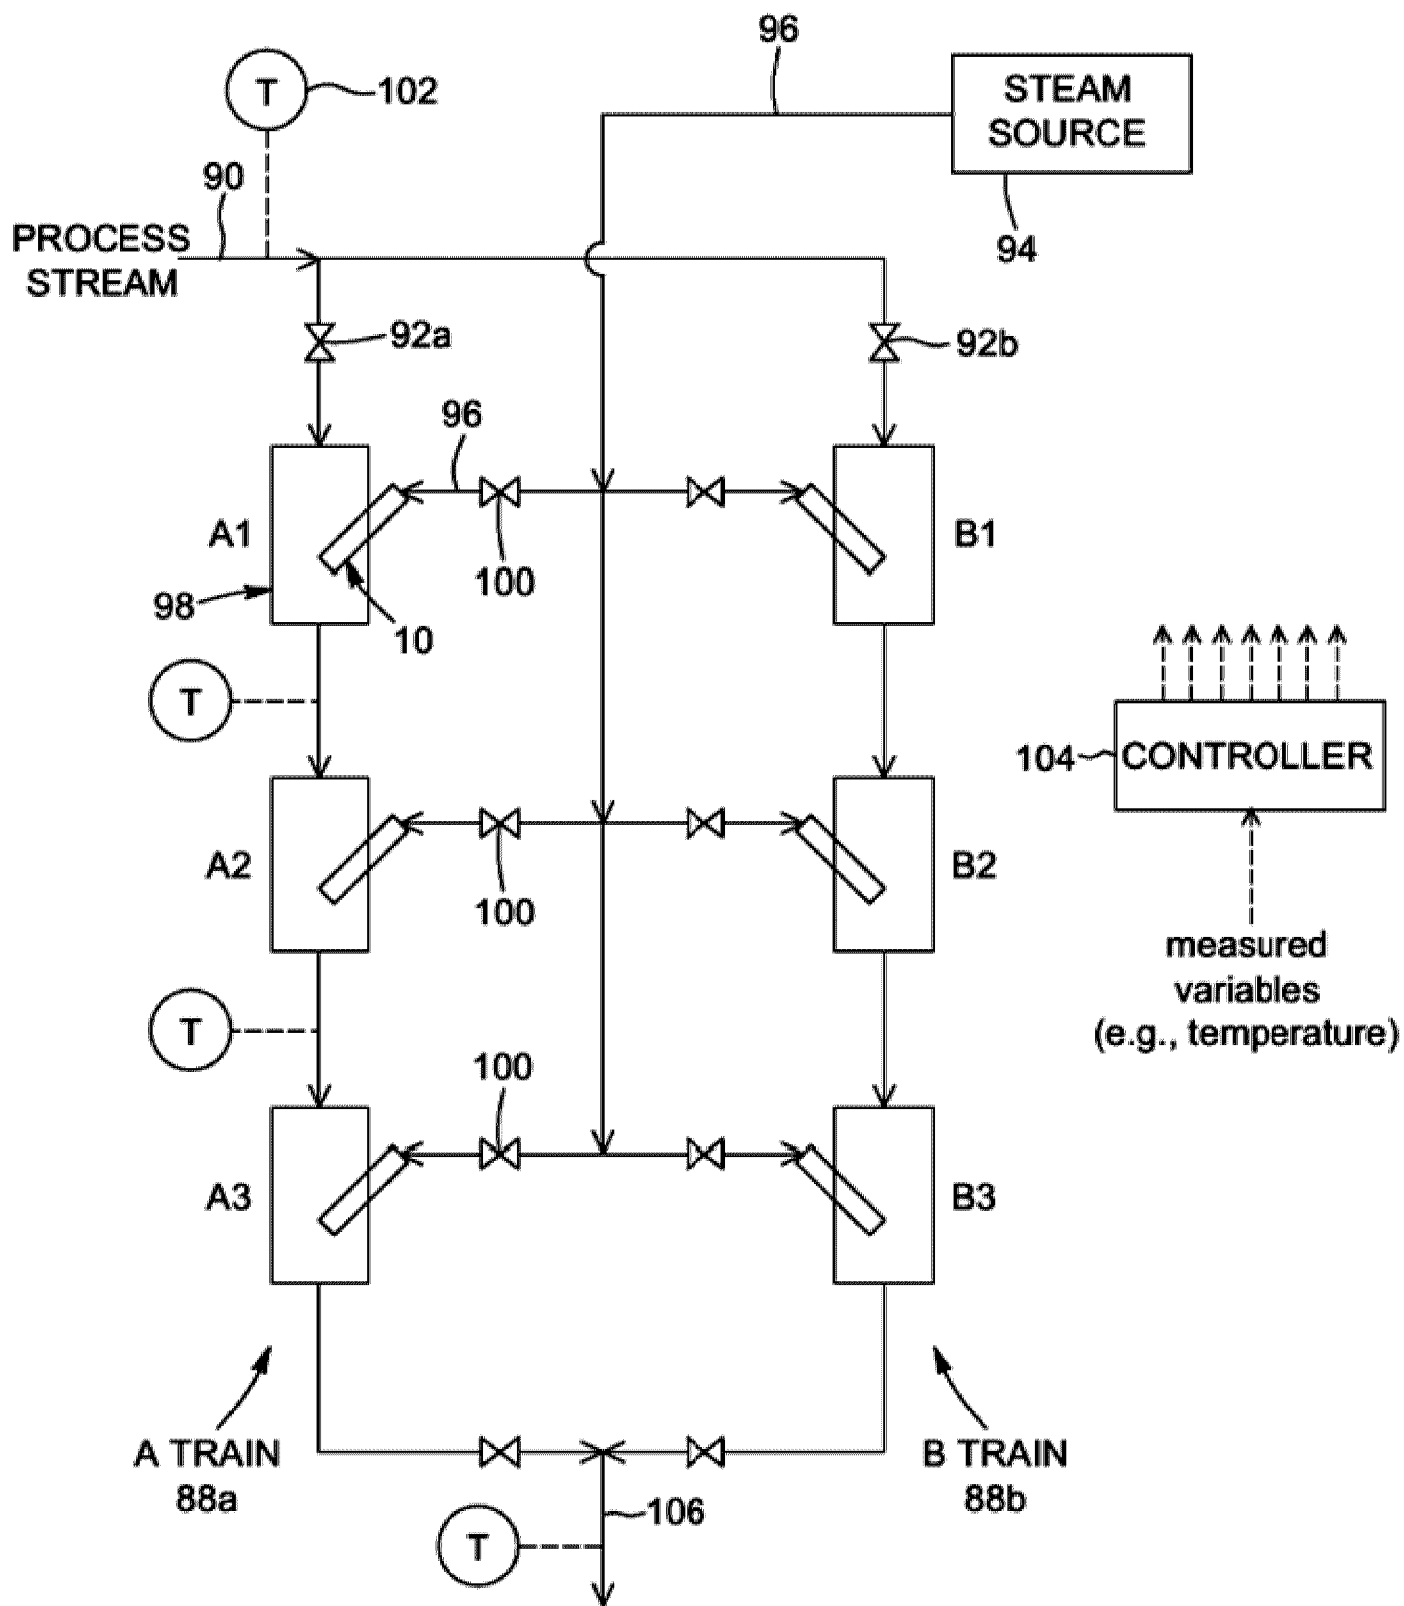 96
STEAM
SOURCE
T
102
90
94
PROCESS
STREAM
92a
92b
96
A1
B1
100
98
10
T
104
CONTROLLER
A2
B2
100
measured
variables
(e.g., temperature)
T
100
A3
B3
A TRAIN
88a
B TRAIN
88b
106
T